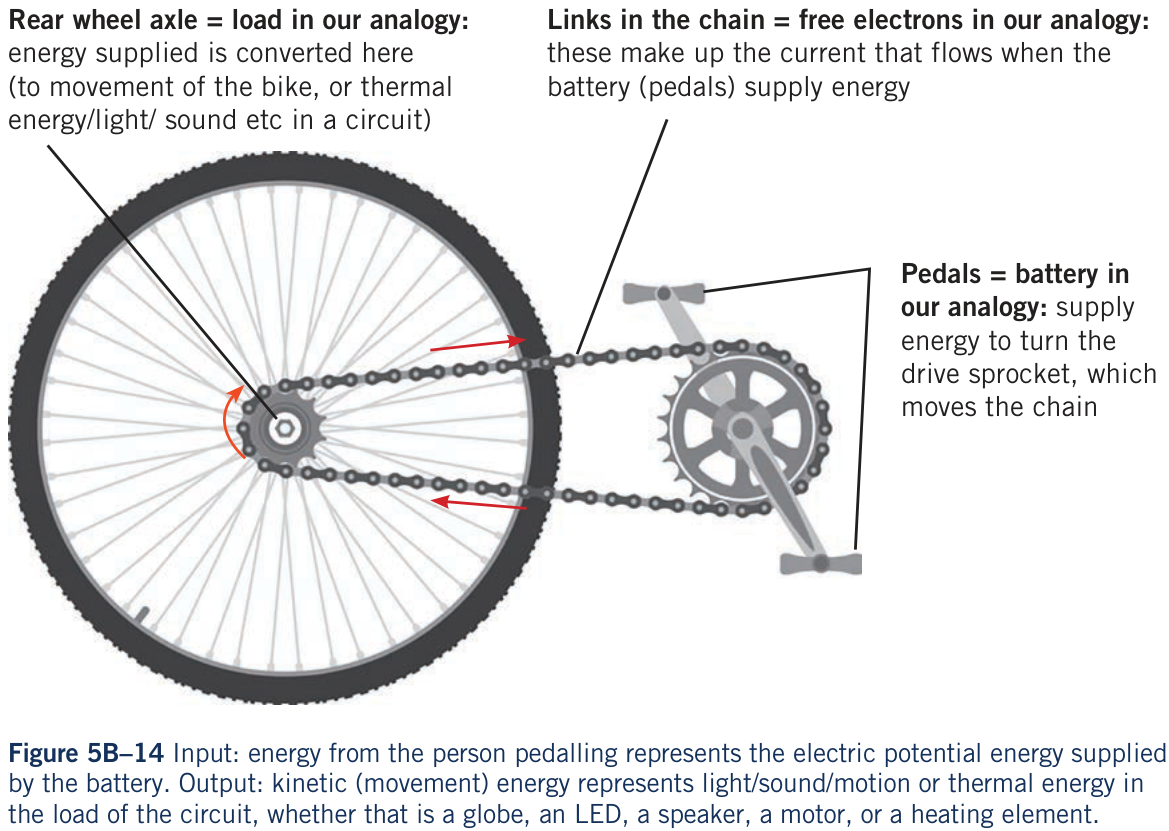 Rear wheel axle = load in our analogy:
energy supplied is converted here
(to movement of the bike, or thermal
energy/light/ sound etc in a circuit)
Links in the chain = free electrons in our analogy:
these make up the current that flows when the
battery (pedals) supply energy
Pedals = battery in
our analogy: supply
energy to turn the
drive sprocket, which
moves the chain
Figure 5B–14 Input: energy from the person pedalling represents the electric potential energy supplied
by the battery. Output: kinetic (movement) energy represents light/sound/motion or thermal energy in
the load of the circuit, whether that is a globe, an LED, a speaker, a motor, or a heating element.